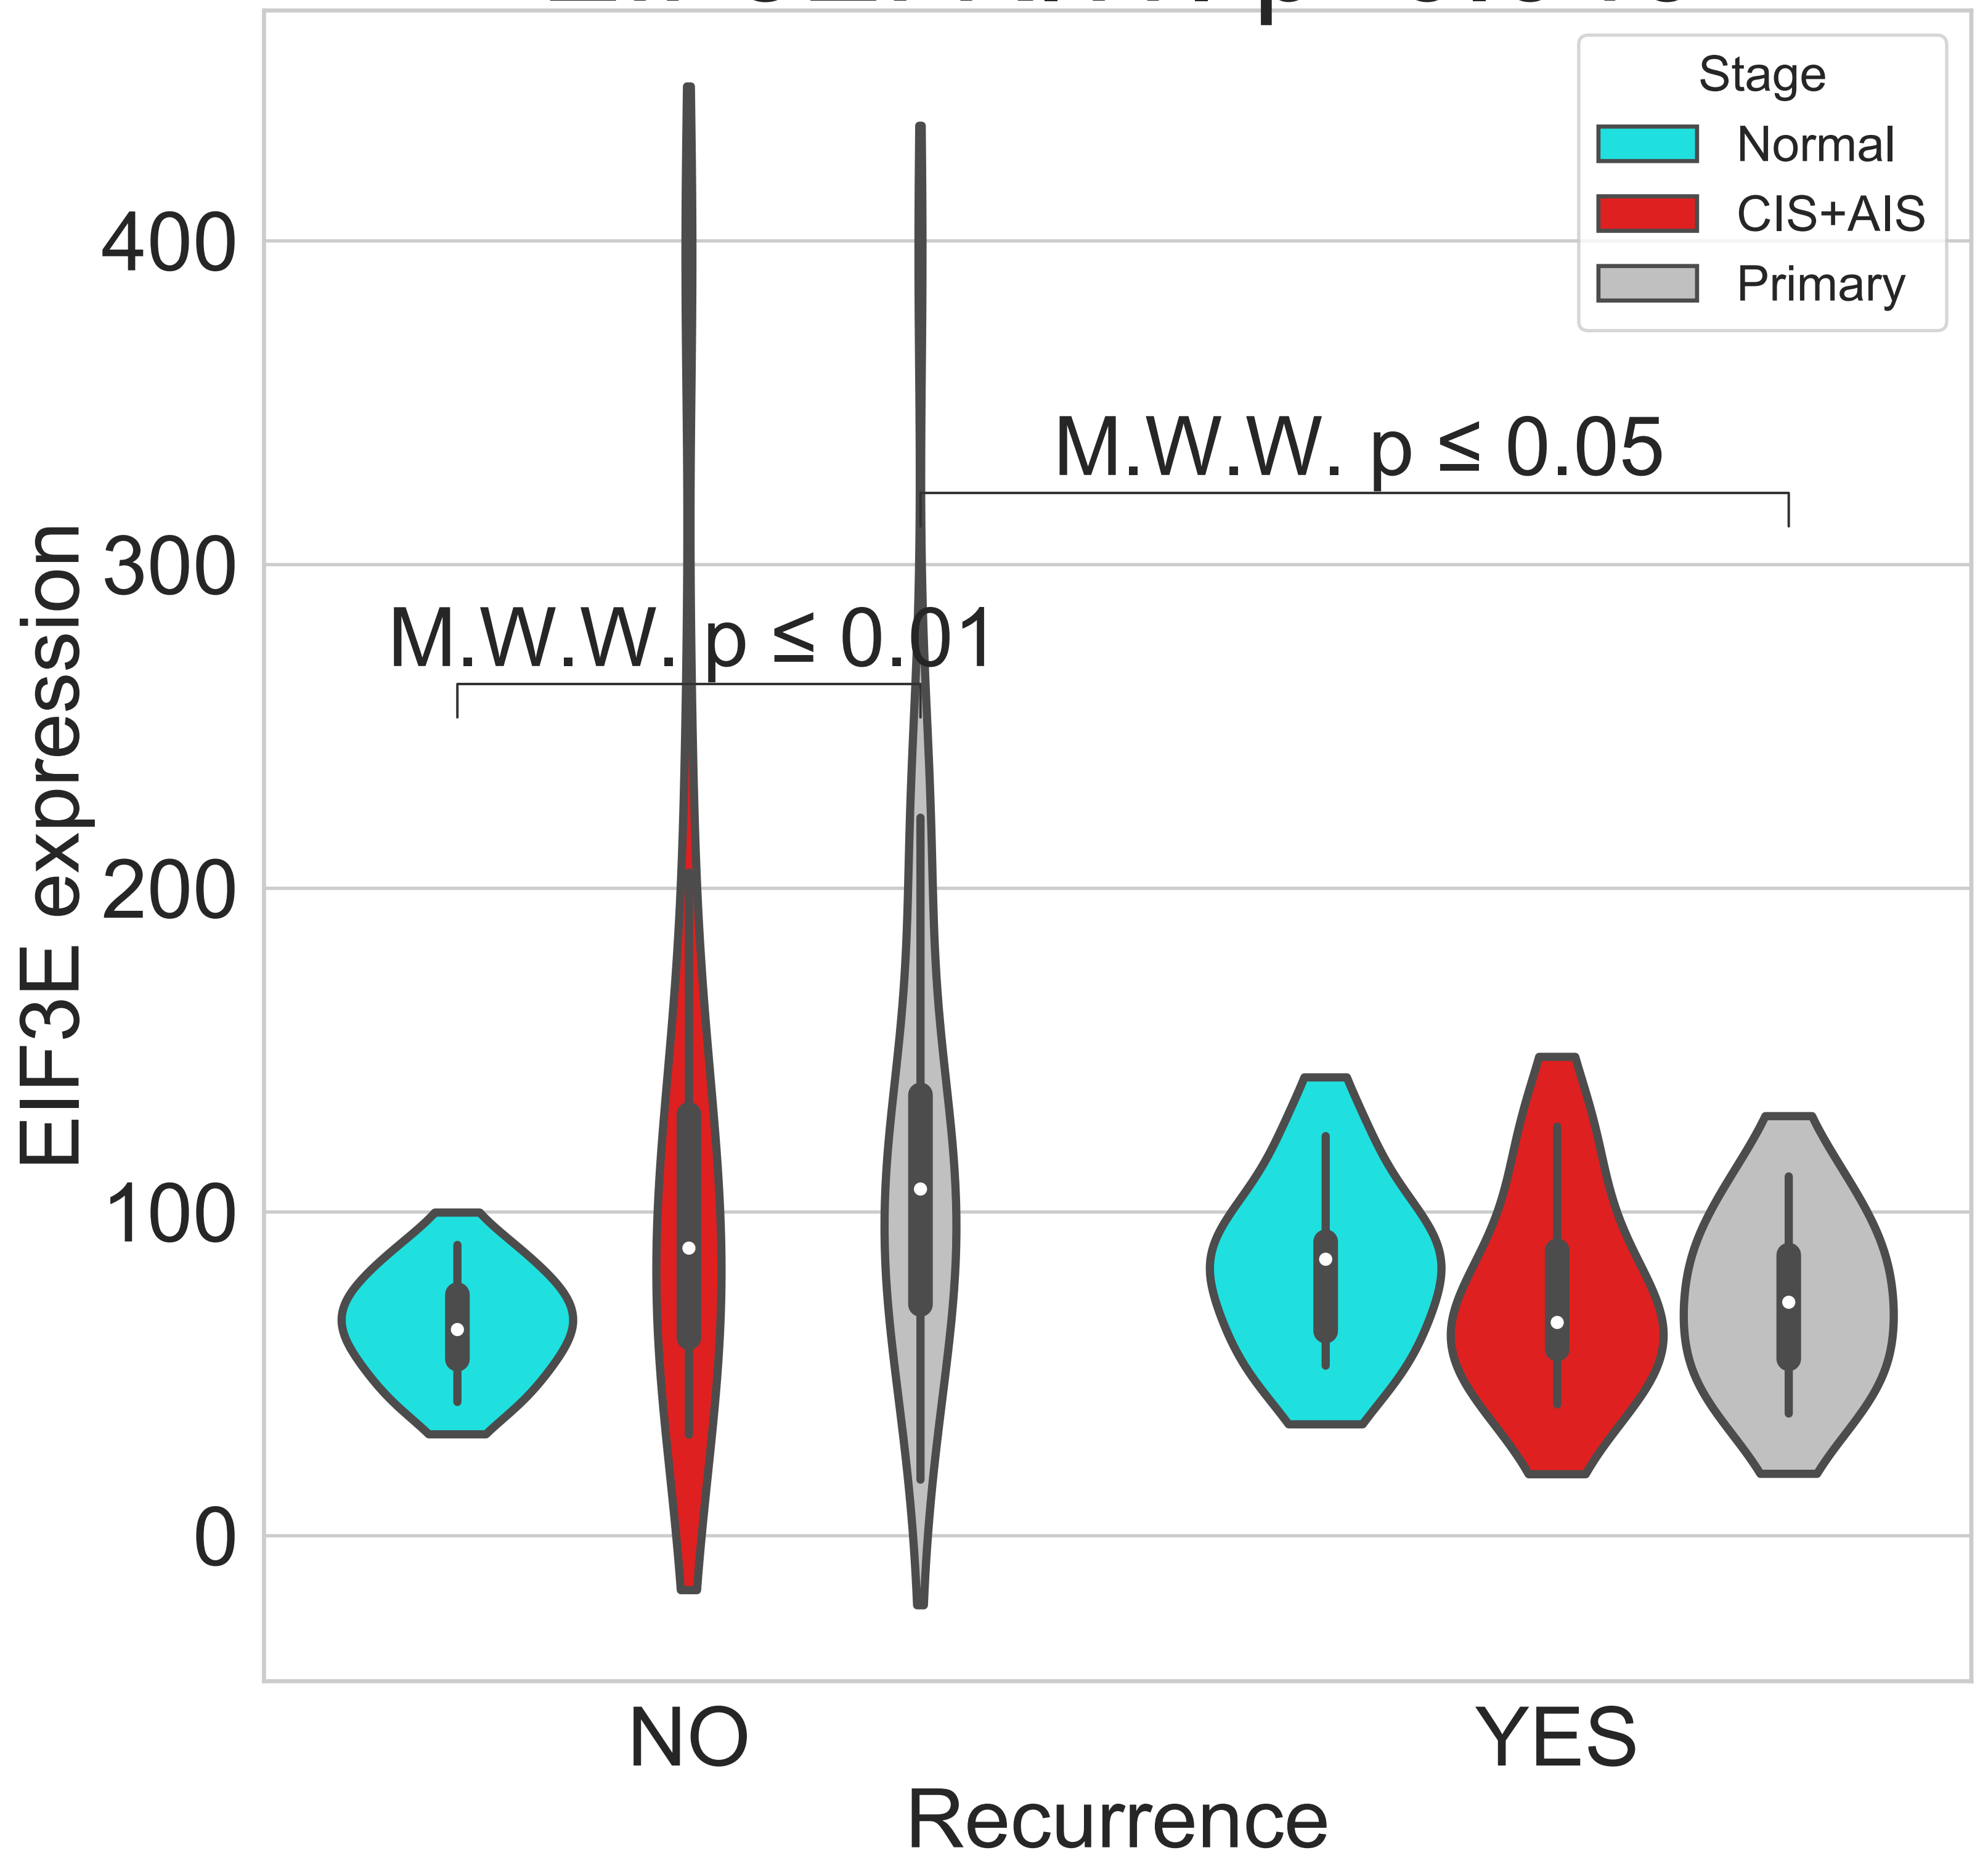 Stage
Normal
CIS+AIS
Primary
400
300
200
100
0
EIF3E expression
M.W.W. p ≤ 0.05
M.W.W. p ≤ 0.01
NO
YES
Recurrence